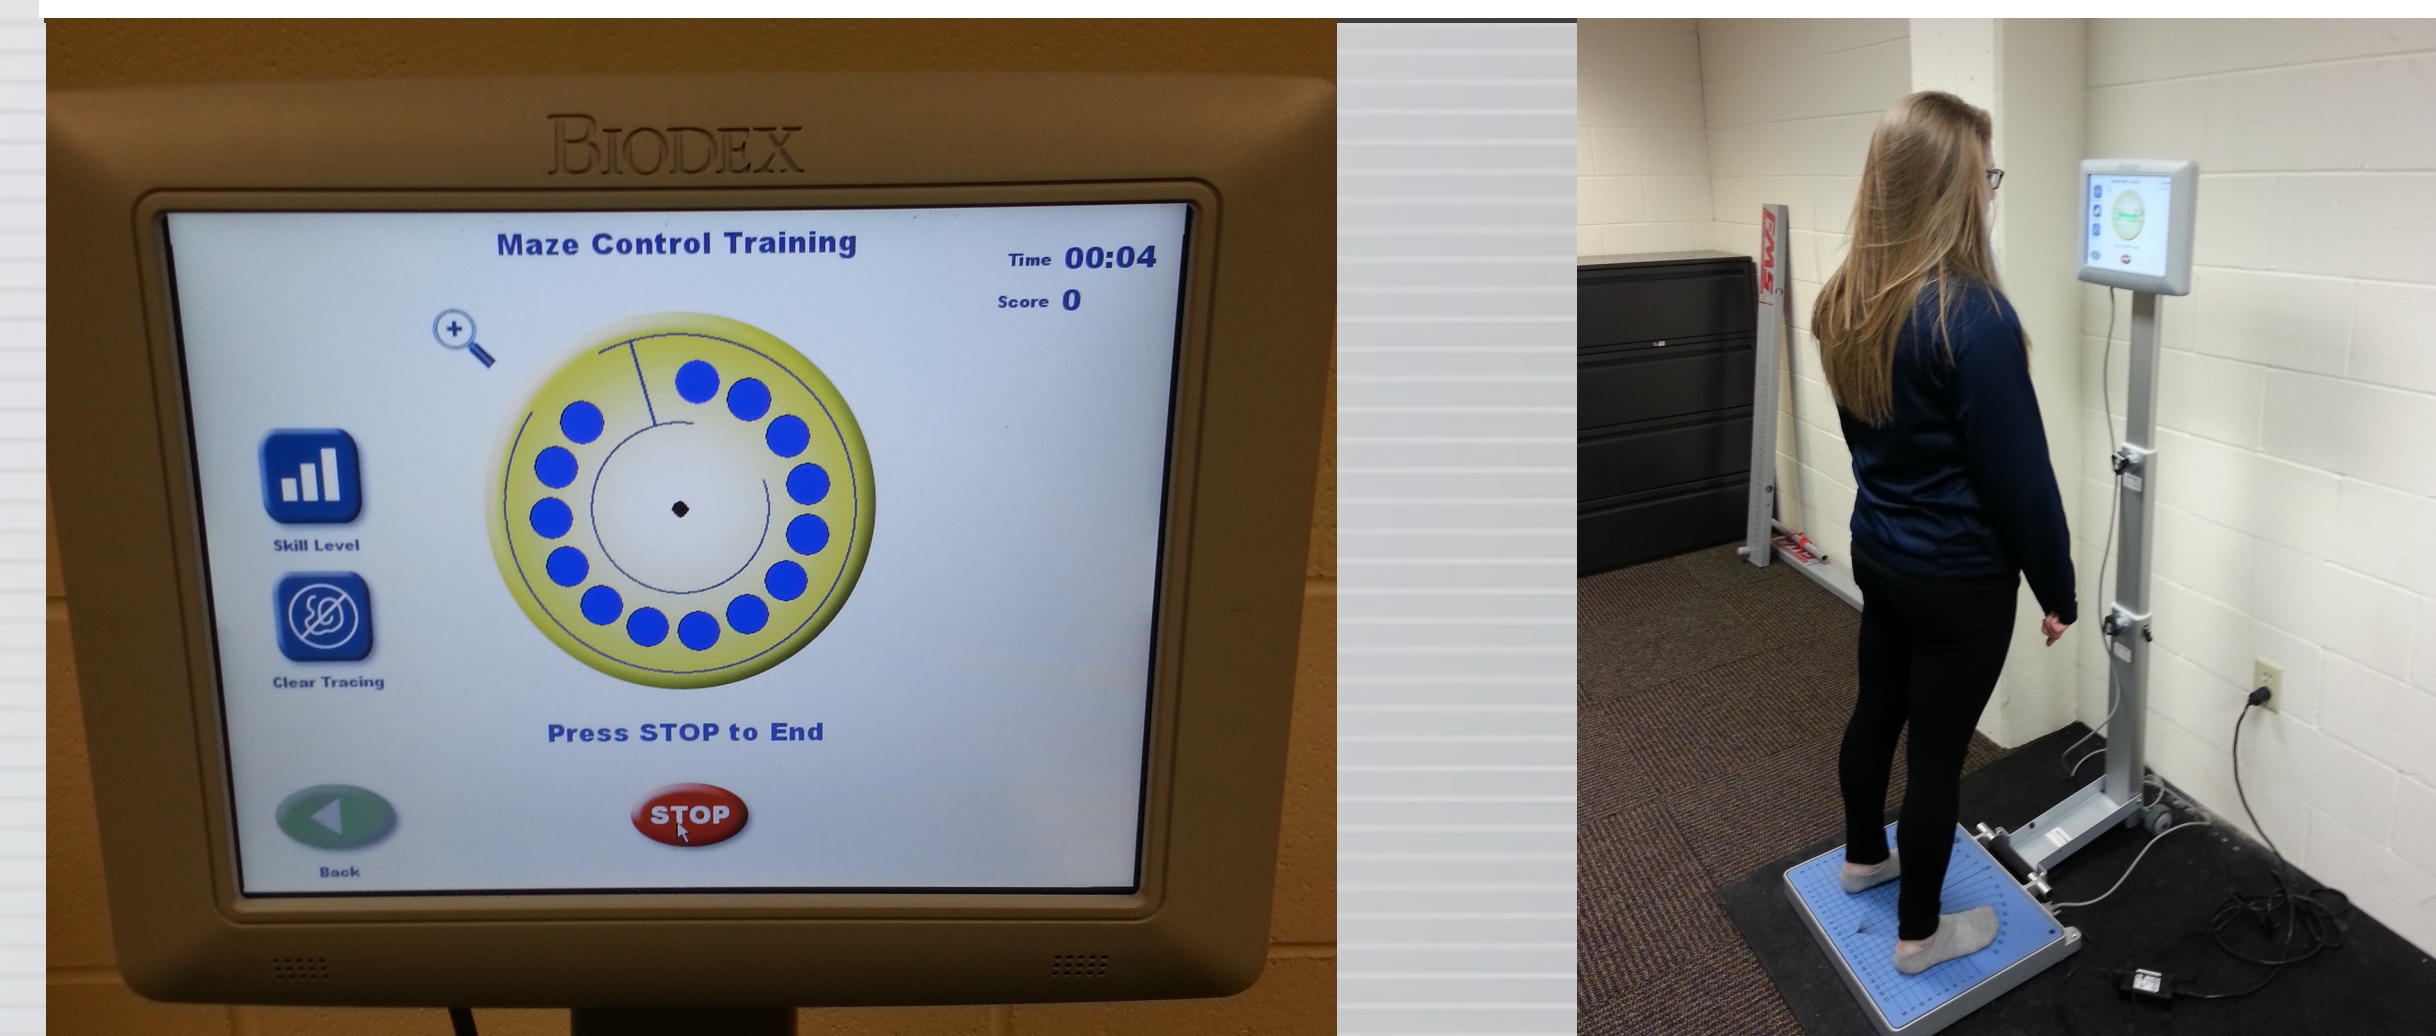 BIODEX
Maze Control Training
Time 00:04
Score 0
Skill Level
Clear Tracing
Press STOP to End
STOP
Back
FMS